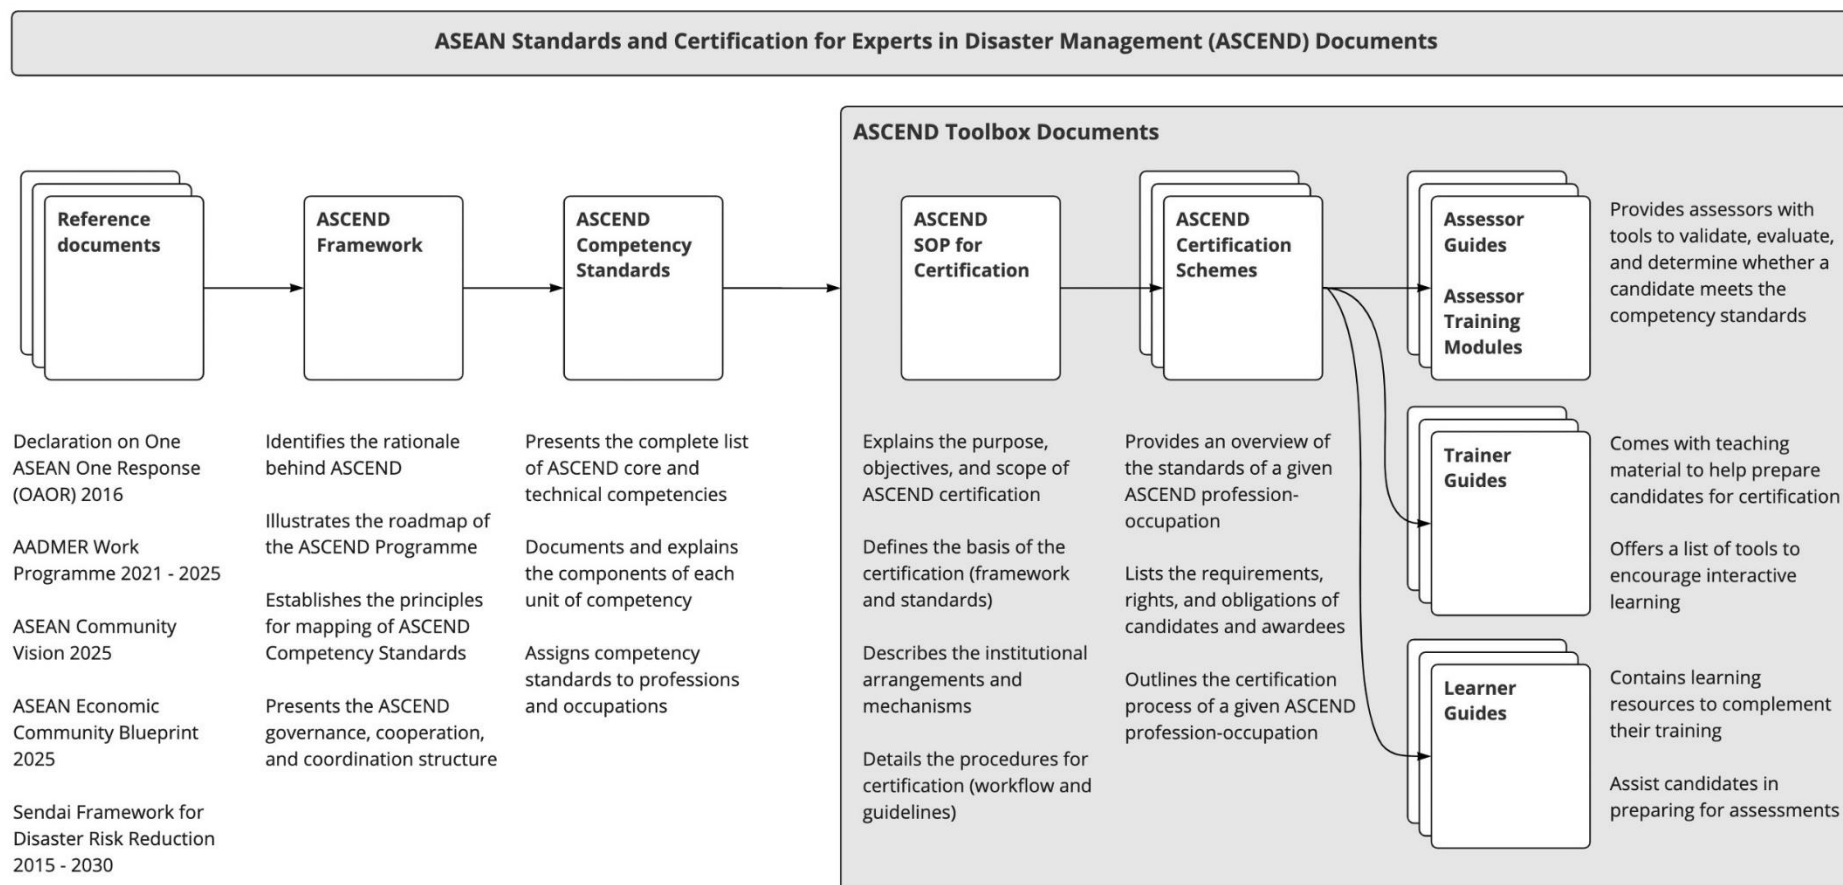 ASEAN Standards and Certification for Experts in Disaster Management (ASCEND) Documents
ASCEND Toolbox Documents
Reference
documents
ASCEND
Framework
ASCEND
Competency
Standards
ASCEND
SOP for
Certification
ASCEND
Certification
Schemes
Assessor
Guides
Assessor
Training
Modules
Provides assessors with
tools to validate, evaluate,
and determine whether a
candidate meets the
competency standards
Declaration on One
ASEAN One Response
(OAOR) 2016
AADMER Work
Programme 2021 - 2025
ASEAN Community
Vision 2025
ASEAN Economic
Community Blueprint
2025
Sendai Framework for
Disaster Risk Reduction
2015 - 2030
Identifies the rationale
behind ASCEND
Illustrates the roadmap of
the ASCEND Programme
Establishes the principles
for mapping of ASCEND
Competency Standards
Presents the ASCEND
governance, cooperation,
and coordination structure
Presents the complete list
of ASCEND core and
technical competencies
Documents and explains
the components of each
unit of competency
Assigns competency
standards to professions
and occupations
Explains the purpose,
objectives, and scope of
ASCEND certification
Defines the basis of the
certification (framework
and standards)
Describes the institutional
arrangements and
mechanisms
Details the procedures for
certification (workflow and
guidelines)
Provides an overview of
the standards of a given
ASCEND profession-
occupation
Lists the requirements,
rights, and obligations of
candidates and awardees
Outlines the certification
process of a given ASCEND
profession-occupation
Trainer
Guides
Comes with teaching
material to help prepare
candidates for certification
Offers a list of tools to
encourage interactive
learning
Learner
Guides
Contains learning
resources to complement
their training
Assist candidates in
preparing for assessments